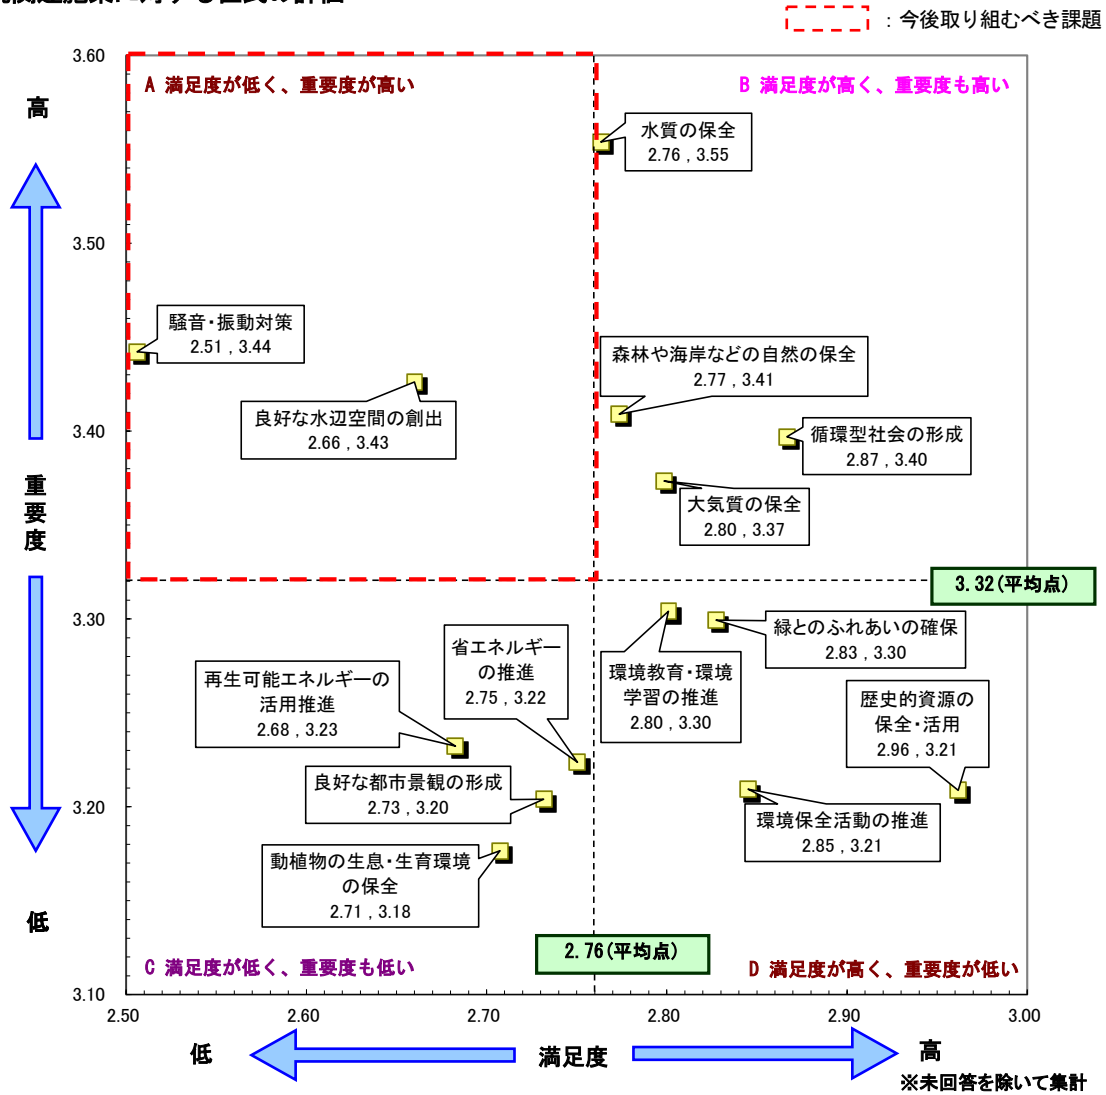 関連施策に対する住民の評価
：今後取り組むべき課題
3.60
A 満足度が低く、重要度が高い
B 満足度が高く、重要度も高い
高
水質の保全
2.76 , 3.55
3.50
騒音・振動対策
2.51 , 3.44
森林や海岸などの自然の保全
2.77 , 3.41
良好な水辺空間の創出
2.66 , 3.43
3.40
循環型社会の形成
2.87 , 3.40
重要度
大気質の保全
2.80 , 3.37
3.32(平均点)
3.30
緑とのふれあいの確保
2.83 , 3.30
省エネルギー
の推進
2.75 , 3.22
環境教育・環境
学習の推進
2.80 , 3.30
再生可能エネルギーの
活用推進
2.68 , 3.23
歴史的資源の
保全・活用
2.96 , 3.21
良好な都市景観の形成
2.73 , 3.20
3.20
環境保全活動の推進
2.85 , 3.21
動植物の生息・生育環境
の保全
2.71 , 3.18
低
2.76(平均点)
C 満足度が低く、重要度も低い
D 満足度が高く、重要度が低い
3.10
2.50
2.60
2.70
2.80
2.90
3.00
低
満足度
高
※未回答を除いて集計